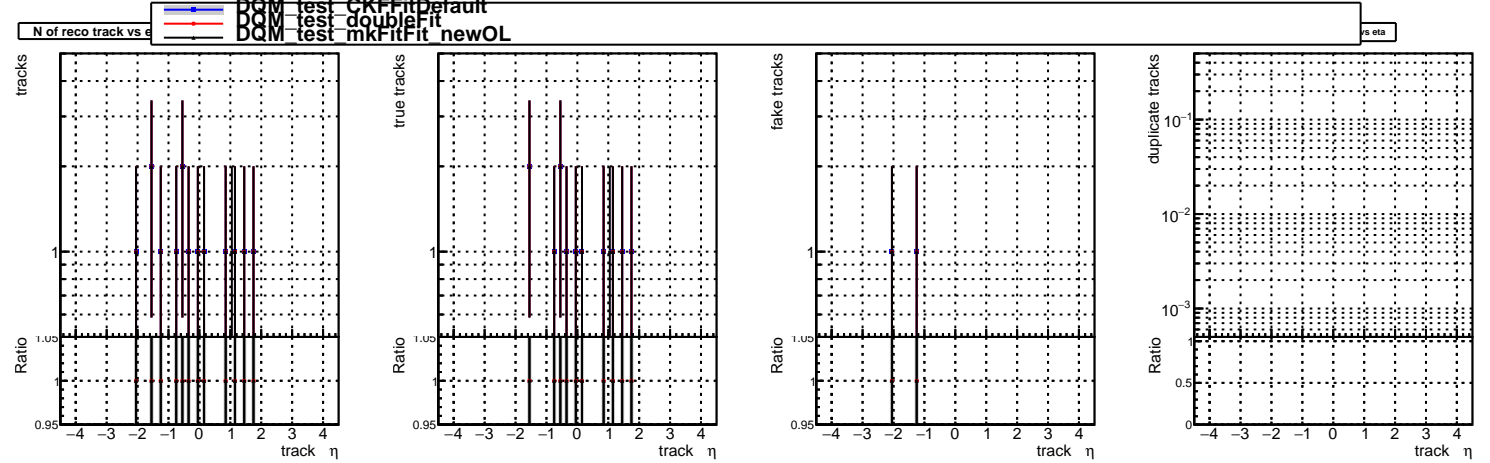 DQM_test_CKFFitDefault
DQM_test_doubleFit
DQM_test_mkFitFit_newOL
N of reco track vs e
vs eta
tracks
1
1.05
Ratio
1
0.95
−4 −3 −2 −1 0 1 2 3 4
track η
true tracks
1
1.05
Ratio
1
0.95
−4 −3 −2 −1 0 1 2 3 4
track η
fake tracks
1
1.05
Ratio
1
0.95
−4 −3 −2 −1 0 1 2 3 4
track η
duplicate tracks
10−1
10−2
10−3
Ratio
1
0.5
0
−4 −3 −2 −1 0 1 2 3 4
track η